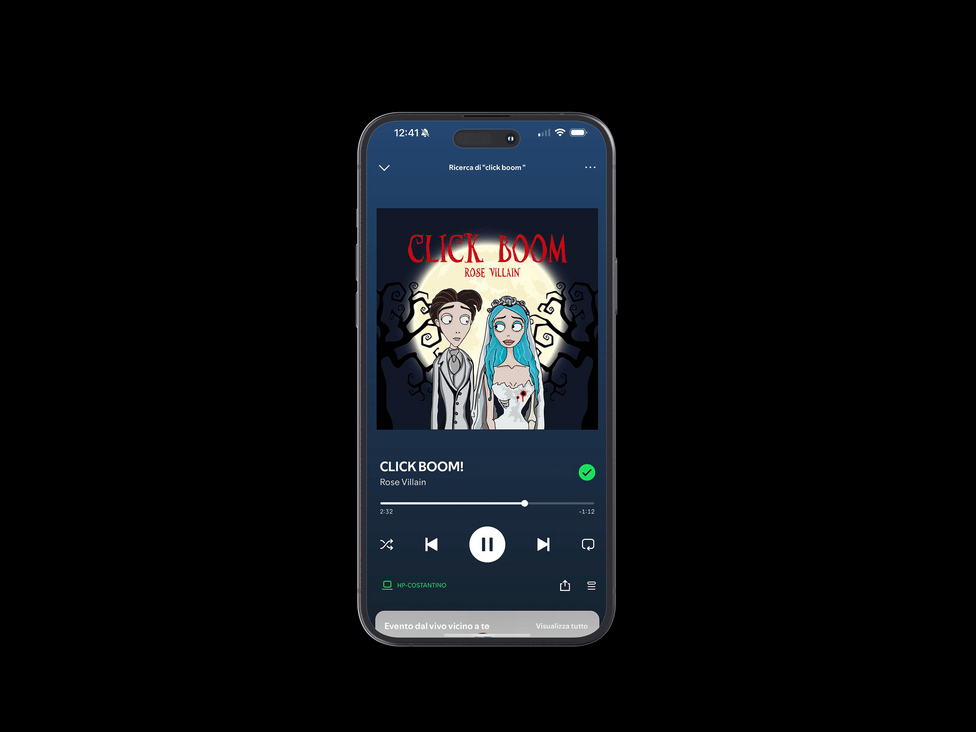 12:41
Ricerca di "click boom "
CLICK BOOM
ROSE VILLAIN
CLICK BOOM!
Rose Villain
2:32
-1:12
HP-COSTANTINO
Evento dal vivo vicino a te
Visualizza tutto